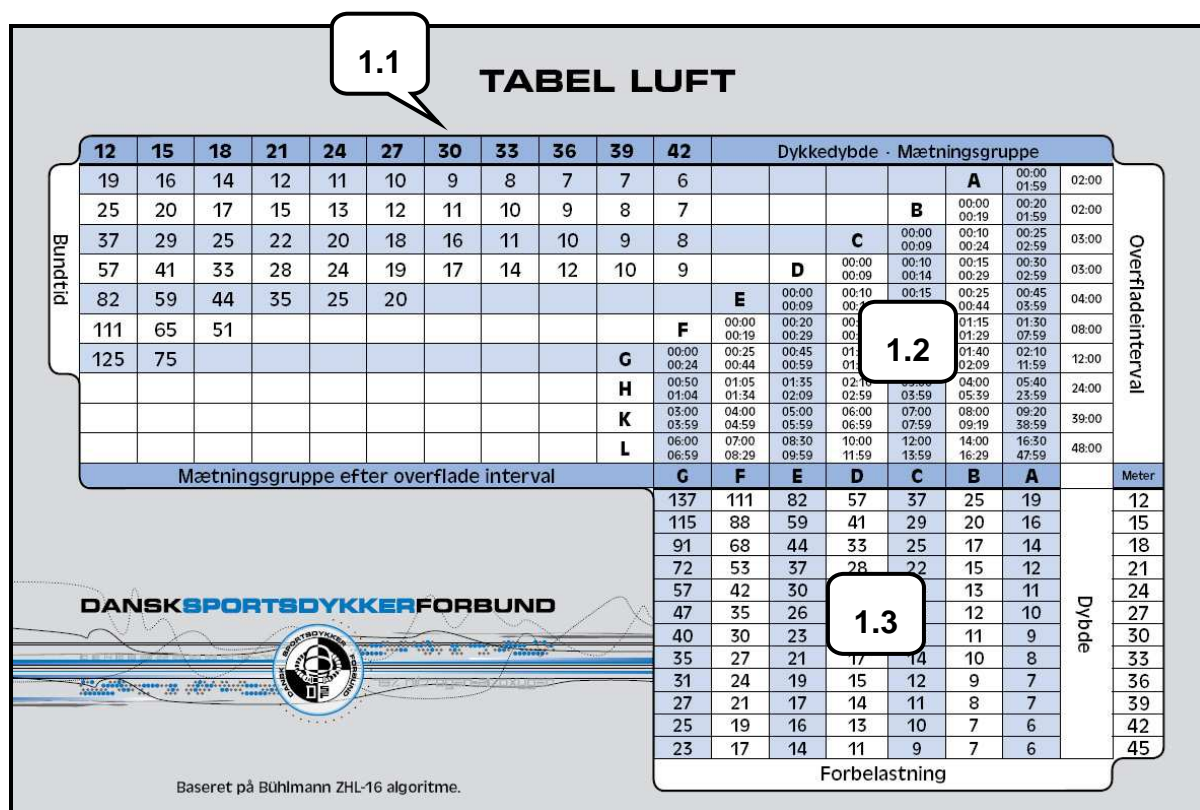 1.1
TABEL LUFT
12 15 18 21 24 27 30 33 36 39 42 Dykkedybde - Mætningsgruppe
19 16 14 12 11 10 9 8 7 7 6 A 00:00 01:59 02:00
25 20 17 15 13 12 11 10 9 8 7 B 00:00 00:19 00:20 01:59 02:00
37 29 25 22 20 18 16 11 10 9 8 C 00:00 00:09 00:10 00:24 00:25 02:59 03:00
57 41 33 28 24 19 17 14 12 10 9 D 00:00 00:09 00:10 00:14 00:15 00:29 00:30 02:59 03:00
82 59 44 35 25 20 E 00:00 00:09 00:10 00:15 00:25 00:44 00:45 03:59 04:00
111 65 51 F 00:00 00:19 00:20 00:29 01:15 01:29 01:30 07:59 08:00
125 75 G 00:00 00:24 00:25 00:44 00:45 00:59 01:40 02:09 02:10 11:59 12:00
H 00:50 01:04 01:05 01:34 01:35 02:09 02:59 03:59 04:00 05:39 05:40 23:59 24:00
K 03:00 03:59 04:00 04:59 05:00 05:59 06:00 06:59 07:00 07:59 08:00 09:19 09:20 38:59 39:00
L 06:00 06:59 07:00 08:29 08:30 09:59 10:00 11:59 12:00 13:59 14:00 16:29 16:30 47:59 48:00
Bundtid
Overfladeinterval
1.2
Mætningsgruppe efter overflade interval G F E D C B A Meter
137 111 82 57 37 25 19 12
115 88 59 41 29 20 16 15
91 68 44 33 25 17 14 18
72 53 37 28 22 15 12 21
57 42 30 13 11 24
47 35 26 12 10 27
40 30 23 11 9 30
35 27 21 17 14 10 8 33
31 24 19 15 12 9 7 36
27 21 17 14 11 8 7 39
25 19 16 13 10 7 6 42
23 17 14 11 9 7 6 45
Dybde
1.3
Forbelastning
DANSKSPORTSDYKKERFORBUND
SPORTSDYKKER
FORBUND
DANSK
Baseret på Bühlmann ZHL-16 algoritme.